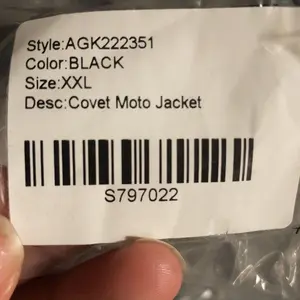 Style:AGK222351
Color:BLACK
Size:XXL
Desc:Covet Moto Jacket
S797022